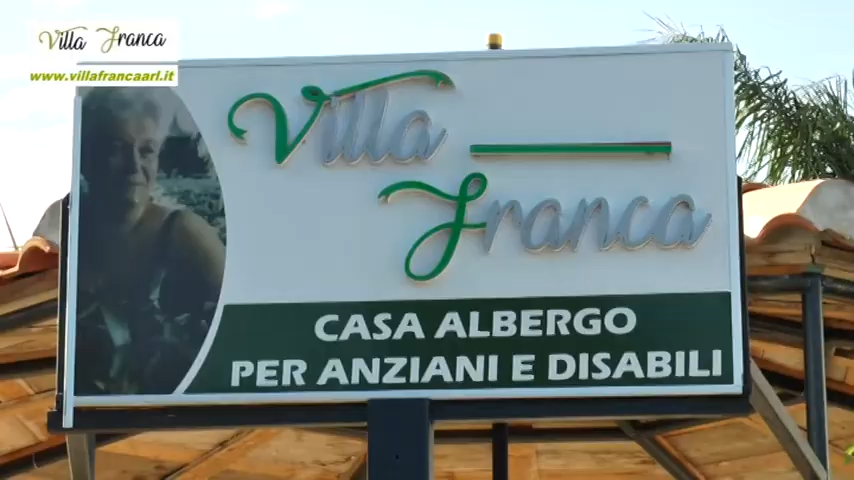 Villa Franca
www.villafrancaarl.it
Villa
Franca
CASA ALBERGO
PER ANZIANI E DISABILI